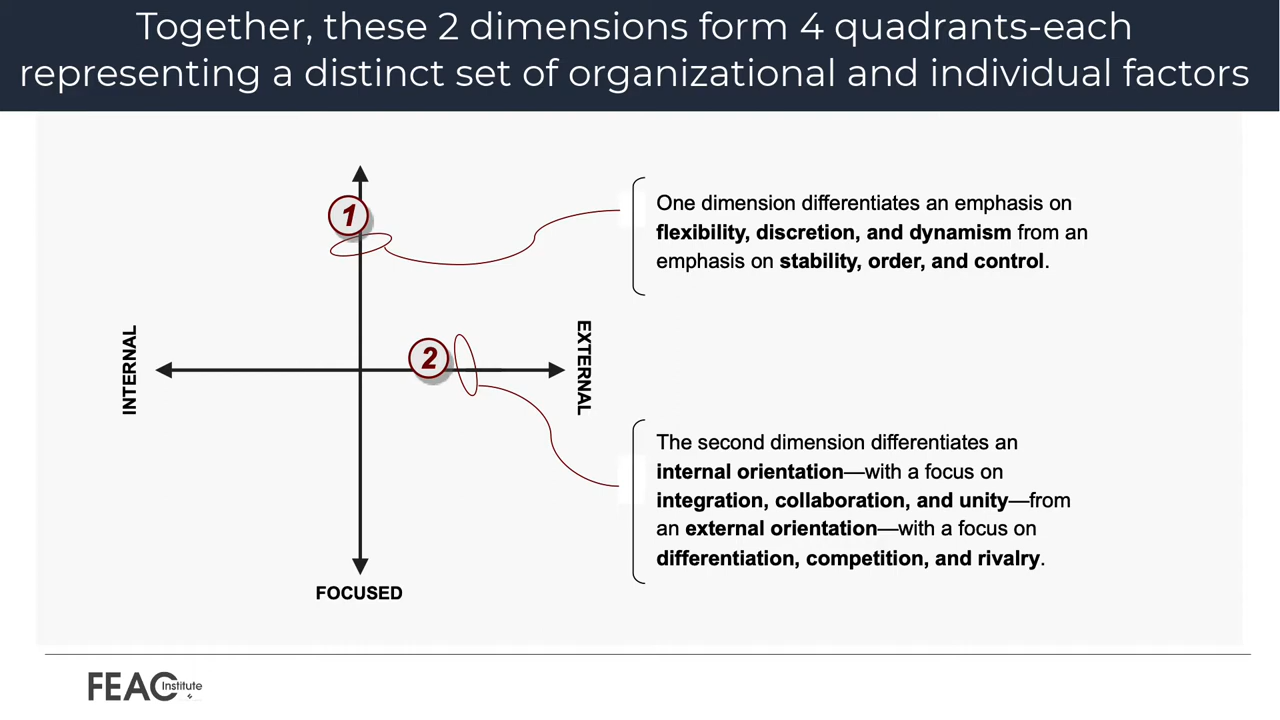 Together, these 2 dimensions form 4 quadrants-each
representing a distinct set of organizational and individual factors
1
One dimension differentiates an emphasis on
flexibility, discretion, and dynamism from an
emphasis on stability, order, and control.
INTERNAL
2
EXTERNAL
The second dimension differentiates an
internal orientation—with a focus on
integration, collaboration, and unity—from
an external orientation—with a focus on
differentiation, competition, and rivalry.
FOCUSED
FEAC Institute